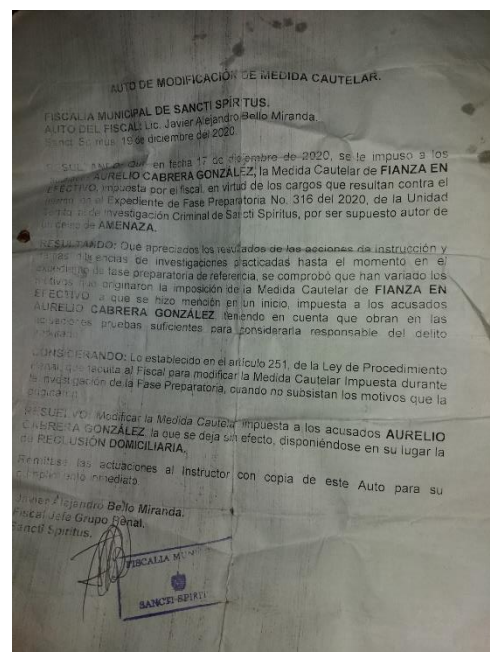 AUTO DE MODIFICACIÓN DE MEDIDA CAUTELAR.
FISCALIA MUNICIPAL DE SANCTI SPÍRITUS.
AUTO DEL FISCAL: Lic. Javier Alejandro Bello Miranda.
19 de diciembre del 2020.
en fecha 17 de diciembre de 2020, se le impuso a los
AURELIO CABRERA GONZÁLEZ, la Medida Cautelar de FIANZA EN
EFECTIVO, impuesta por el fiscal, en virtud de los cargos que resultan contra el
en el Expediente de Fase Preparatoria No. 316 del 2020, de la Unidad
de Investigación Criminal de Sancti Spíritus, por ser supuesto autor de
de AMENAZA.
RESULTANDO: Que apreciados los resultados de las acciones de instrucción y
diligencias de investigaciones practicadas hasta el momento en el
expediente de fase preparatoria de referencia, se comprobó que han variado los
motivos que originaron la imposición de la Medida Cautelar de FIANZA EN
EFECTIVO a que se hizo mención en un inicio, impuesta a los acusados
AURELIO CABRERA GONZÁLEZ teniendo en cuenta que obran en las
pruebas suficientes para considerarla responsable del delito
CONSIDERANDO: Lo establecido en el artículo 251, de la Ley de Procedimiento
que faculta al Fiscal para modificar la Medida Cautelar Impuesta durante
la investigación de la Fase Preparatoria, cuando no subsistan los motivos que la
RESUELVO: Modificar la Medida Cautelar impuesta a los acusados AURELIO
CABRERA GONZÁLEZ, la que se deja sin efecto, disponiéndose en su lugar la
de RECLUSIÓN DOMICILIARIA.
Remítase las actuaciones al Instructor con copia de este Auto para su
cumplimiento inmediato.
Javier Alejandro Bello Miranda.
Fiscal Jefe Grupo Penal.
Sancti Spíritus.
FISCALIA
SANCTI-SPIRIT